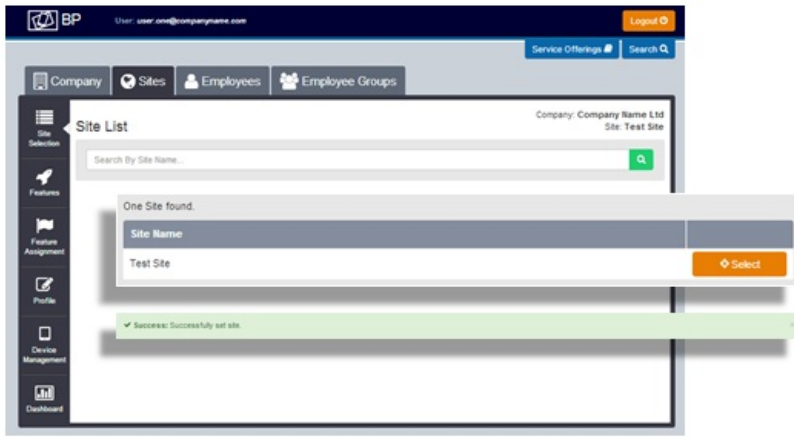 BP
User: user.one@companyname.com
Logout
Service Offerings
Search
Company
Sites
Employees
Employee Groups
Site Selection
Features
Feature Assignment
Profile
Device Management
Dashboard
Site List
Company: Company Name Ltd
Site: Test Site
Search By Site Name...
One Site found.
Site Name
Test Site
Select
Success: Successfully set site.